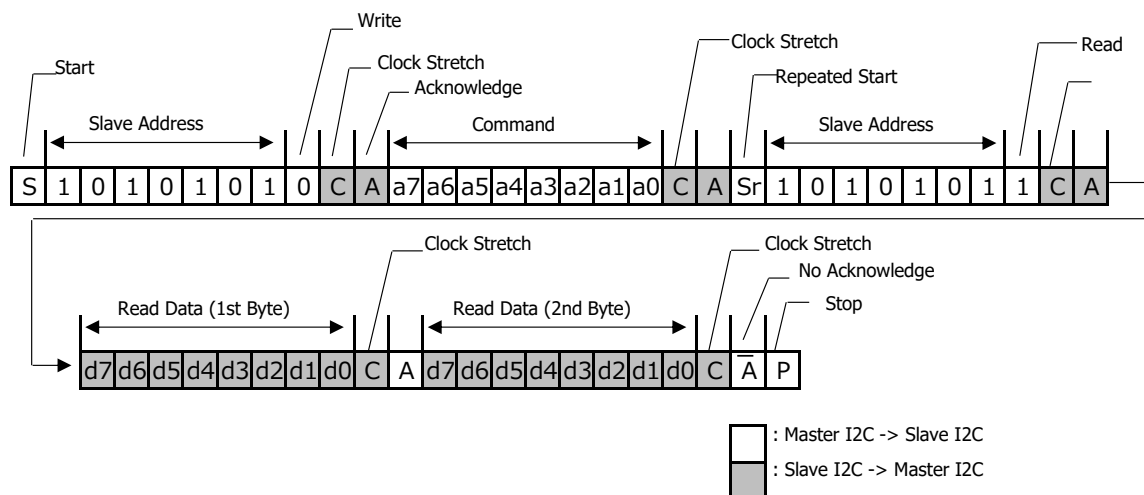 Write
Clock Stretch
Read
Start
Clock Stretch
Repeated Start
Acknowledge
Slave Address
Command
Slave Address
S 1 0 1 0 1 0 1 0 C A a7 a6 a5 a4 a3 a2 a1 a0 C A Sr 1 0 1 0 1 0 1 1 C A
Clock Stretch
Clock Stretch
No Acknowledge
Read Data (1st Byte)
Read Data (2nd Byte)
Stop
d7 d6 d5 d4 d3 d2 d1 d0 C A d7 d6 d5 d4 d3 d2 d1 d0 C A̅ P
: Master I2C -> Slave I2C
: Slave I2C -> Master I2C